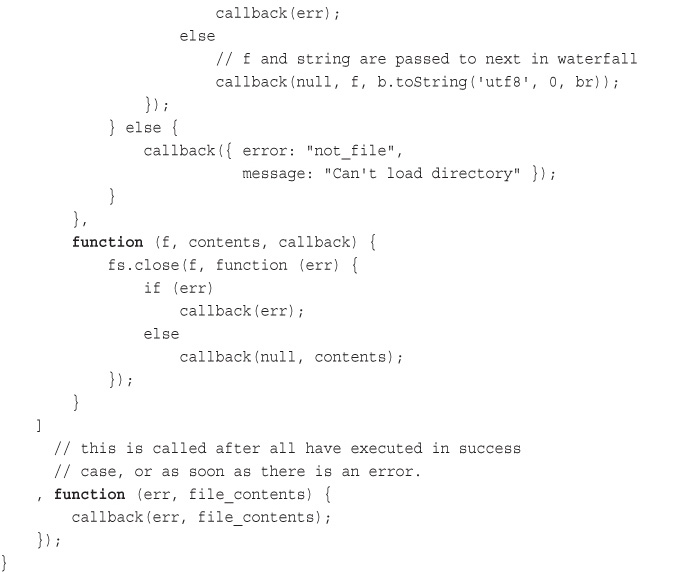 callback(err);
                    else
                        // f and string are passed to next in waterfall
                        callback(null, f, b.toString('utf8', 0, br));
                });
            } else {
                callback({ error: "not_file",
                           message: "Can't load directory" });
            }
        },
        function (f, contents, callback) {
            fs.close(f, function (err) {
                if (err)
                    callback(err);
                else
                    callback(null, contents);
            });
        }
    ]
      // this is called after all have executed in success
      // case, or as soon as there is an error.
    , function (err, file_contents) {
        callback(err, file_contents);
    });
}